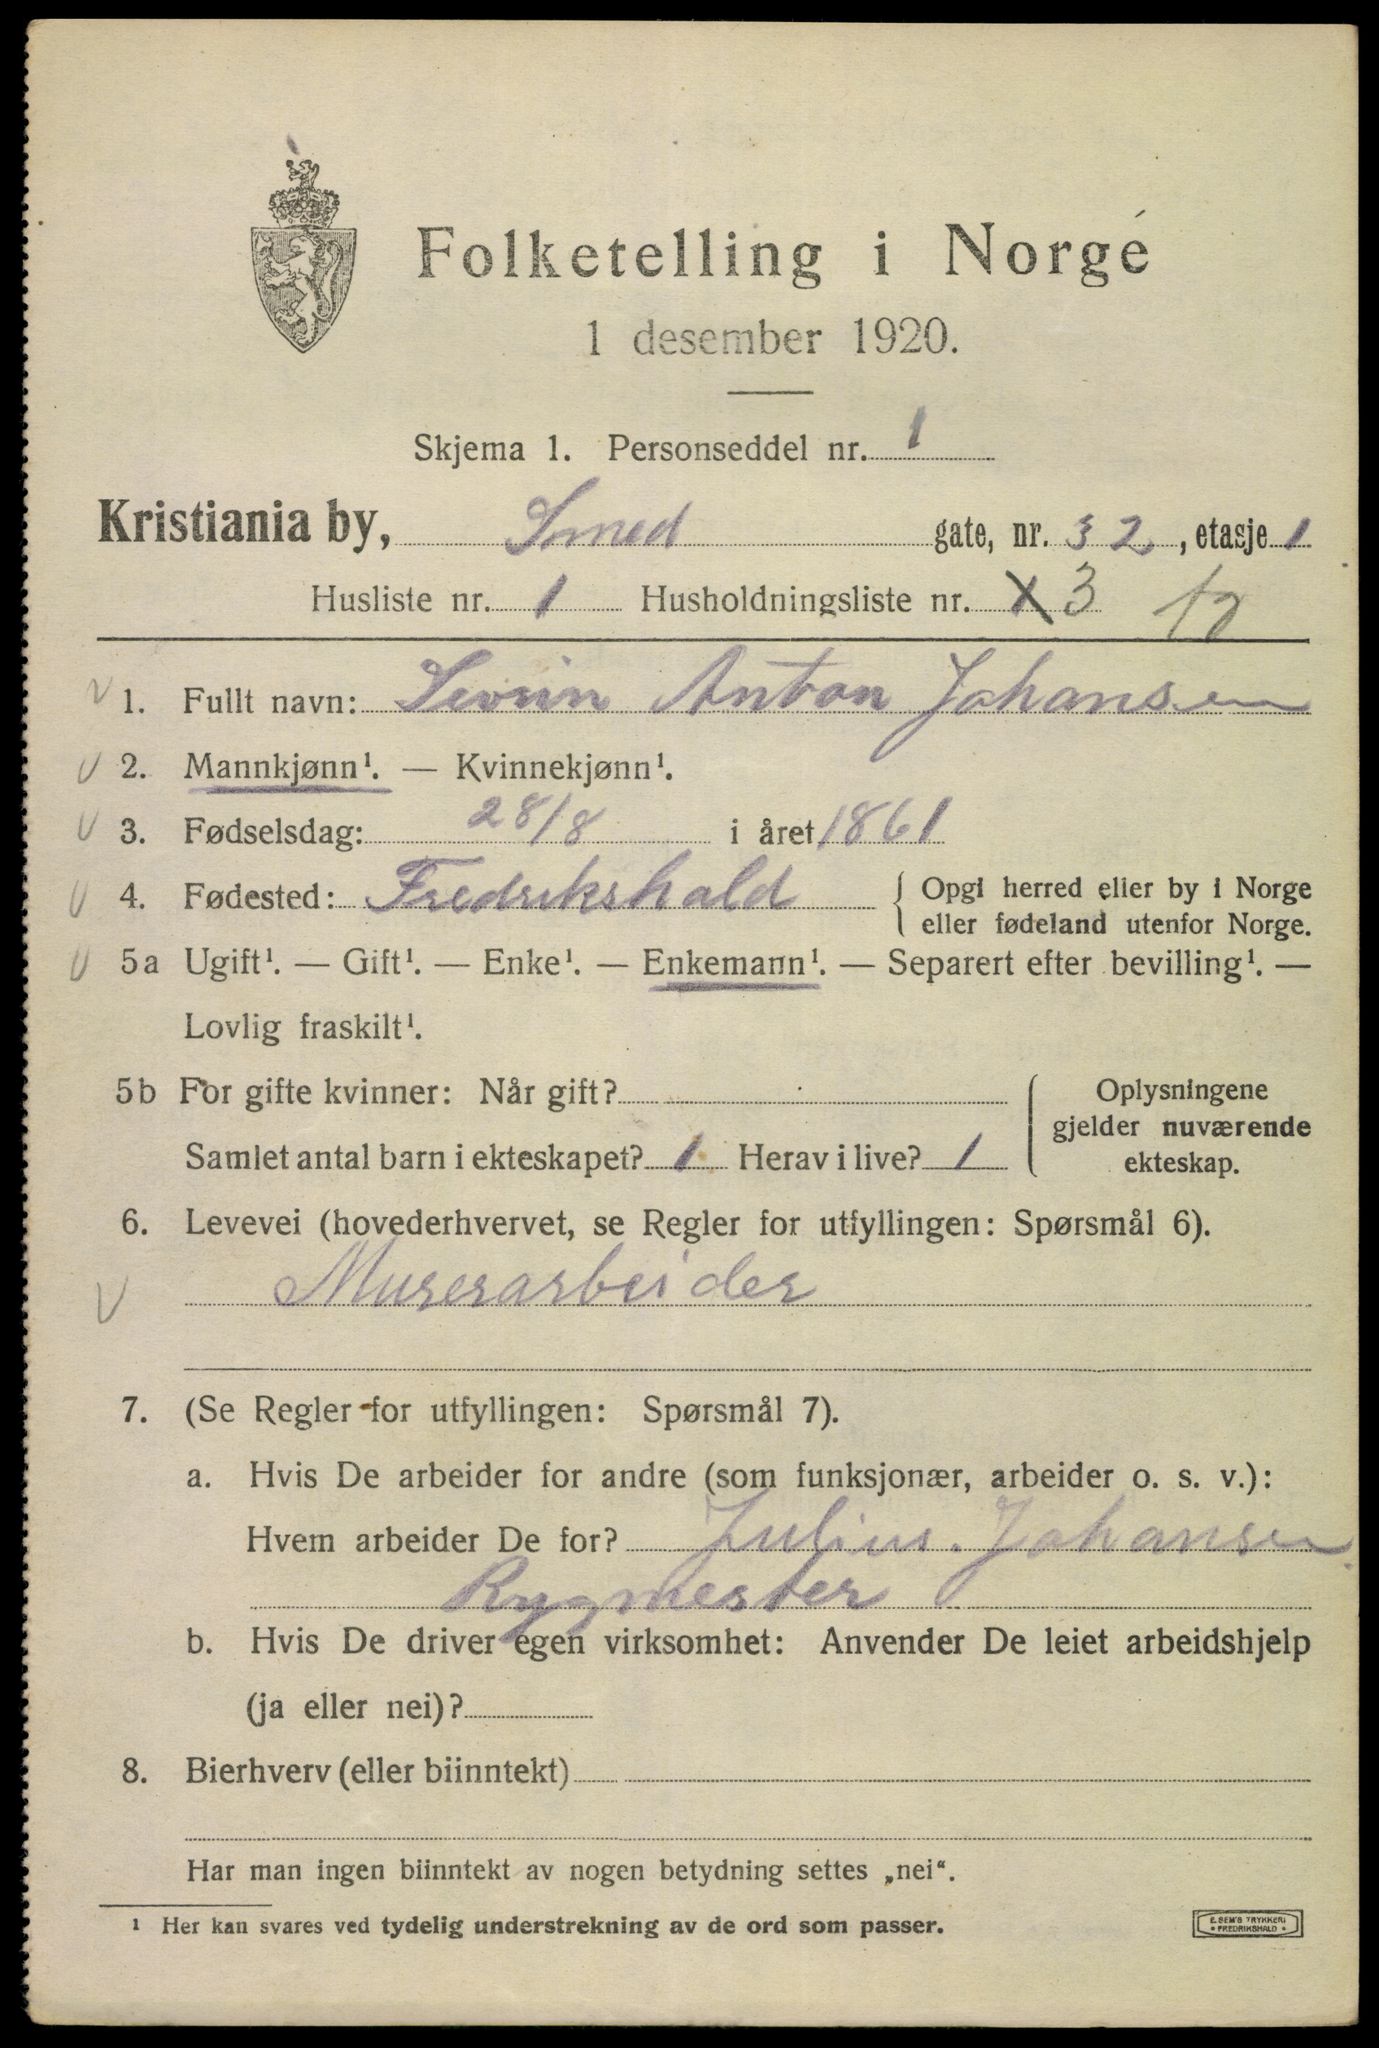 Folketelling i Norge
1 desember 1920.
Skjema 1. Personseddel nr. 1
Kristiania by, Smed gate, nr. 32, etasje 1
Husliste nr. 1 Husholdningsliste nr. 1 3
1. Fullt navn: Sevrin Anton Johansen
2. Mannkjønn¹. — Kvinnekjønn¹.
3. Fødselsdag: 28/8 i året 1861
4. Fødested: Fredrikshald { Opgi herred eller by i Norge
eller fødeland utenfor Norge.
5a Ugift¹. — Gift¹. — Enke¹. — Enkemann¹. — Separert efter bevilling¹. —
Lovlig fraskilt¹.
5b For gifte kvinner: Når gift?
Samlet antal barn i ekteskapet? 1 Herav i live? 1
Oplysningene
gjelder nuværende
ekteskap.
6. Levevei (hovederhvervet, se Regler for utfyllingen: Spørsmål 6).
Murerarbeider
7. (Se Regler for utfyllingen: Spørsmål 7).
a. Hvis De arbeider for andre (som funksjonær, arbeider o. s. v.):
Hvem arbeider De for? Julius. Johansen
Rygmester
b. Hvis De driver egen virksomhet: Anvender De leiet arbeidshjelp
(ja eller nei)?
8. Bierhverv (eller biinntekt)
Har man ingen biinntekt av nogen betydning settes „nei“.
¹ Her kan svares ved tydelig understrekning av de ord som passer.
E. SEM'S TRYKKERI
• FREDRIKSHALD •